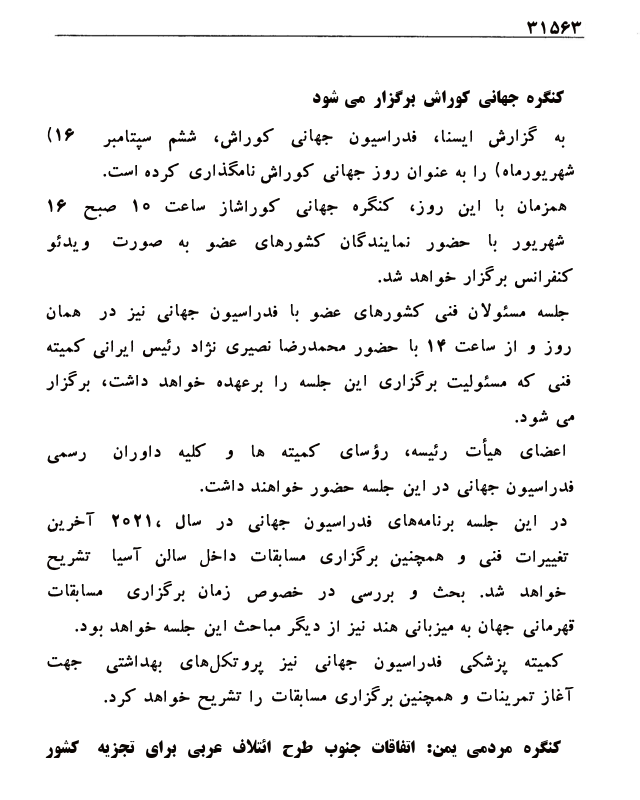 ۳۱۵۶۳
کنگره جهانی کوراش برگزار می شود
به گزارش ایسنا، فدراسیون جهانی کوراش، ششم سپتامبر ۱۶)
شهریورماه) را به عنوان روز جهانی کوراش نامگذاری کرده است.
همزمان با این روز، کنگره جهانی کوراشاز ساعت ۱۰ صبح ۱۶
شهریور با حضور نمایندگان کشورهای عضو به صورت ویدئو
کنفرانس برگزار خواهد شد.
جلسه مسئولان فنی کشورهای عضو با فدراسیون جهانی نیز در همان
روز و از ساعت ۱۴ با حضور محمدرضا نصیری نژاد رئیس ایرانی کمیته
فنی که مسئولیت برگزاری این جلسه را برعهده خواهد داشت، برگزار
می شود.
اعضای هیأت رئیسه، رؤسای کمیته ها و کلیه داوران رسمی
فدراسیون جهانی در این جلسه حضور خواهند داشت.
در این جلسه برنامه‌های فدراسیون جهانی در سال ،۲۰۲۱ آخرین
تغییرات فنی و همچنین برگزاری مسابقات داخل سالن آسیا تشریح
خواهد شد. بحث و بررسی در خصوص زمان برگزاری مسابقات
قهرمانی جهان به میزبانی هند نیز از دیگر مباحث این جلسه خواهد بود.
کمیته پزشکی فدراسیون جهانی نیز پروتکل‌های بهداشتی جهت
آغاز تمرینات و همچنین برگزاری مسابقات را تشریح خواهد کرد.
کنگره مردمی یمن: اتفاقات جنوب طرح ائتلاف عربی برای تجزیه کشور